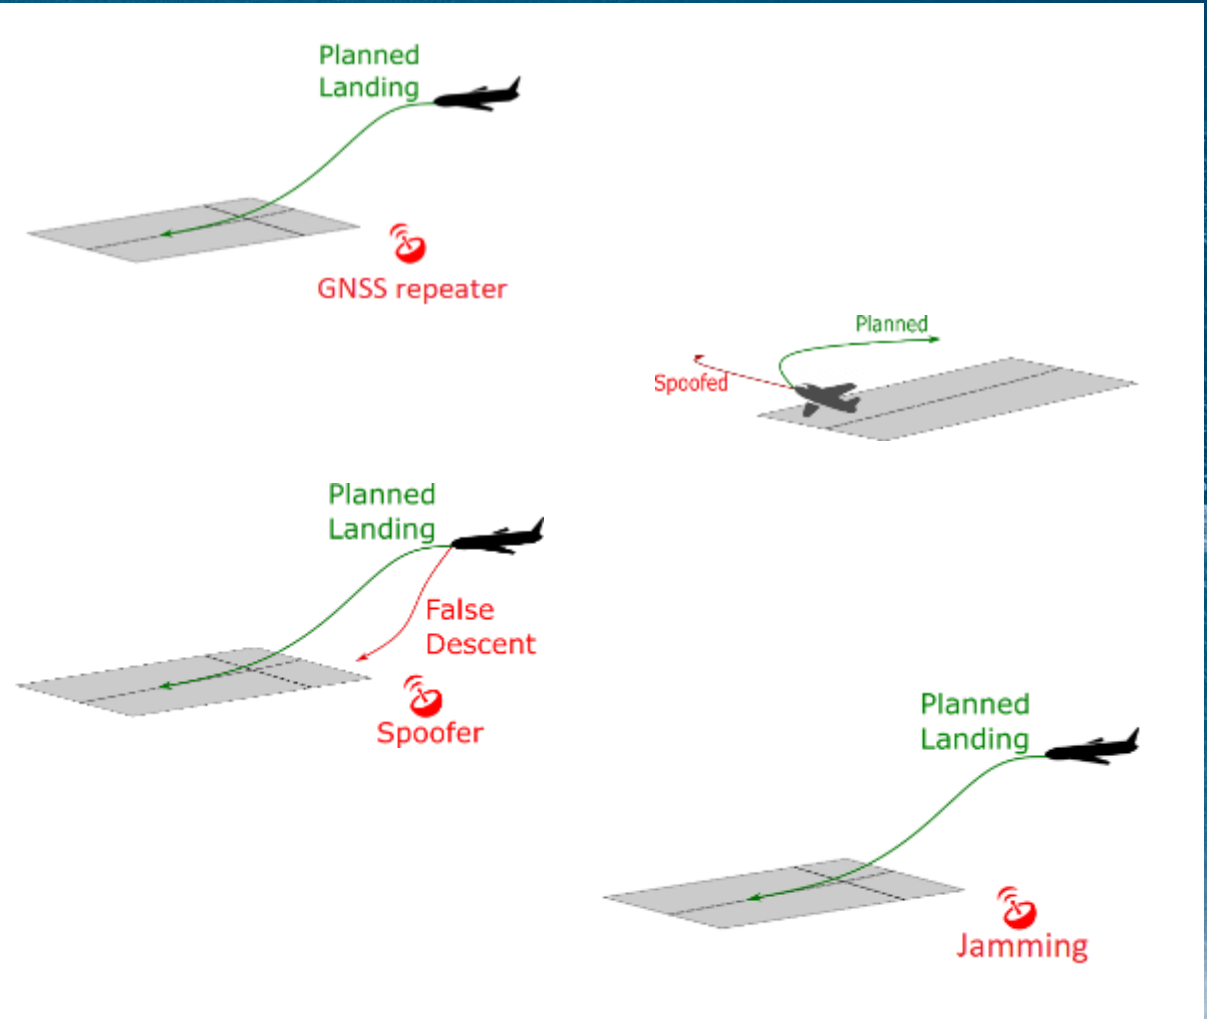 Planned
Landing
GNSS repeater
Planned
Spoofed
Planned
Landing
False
Descent
Spoofer
Planned
Landing
Jamming